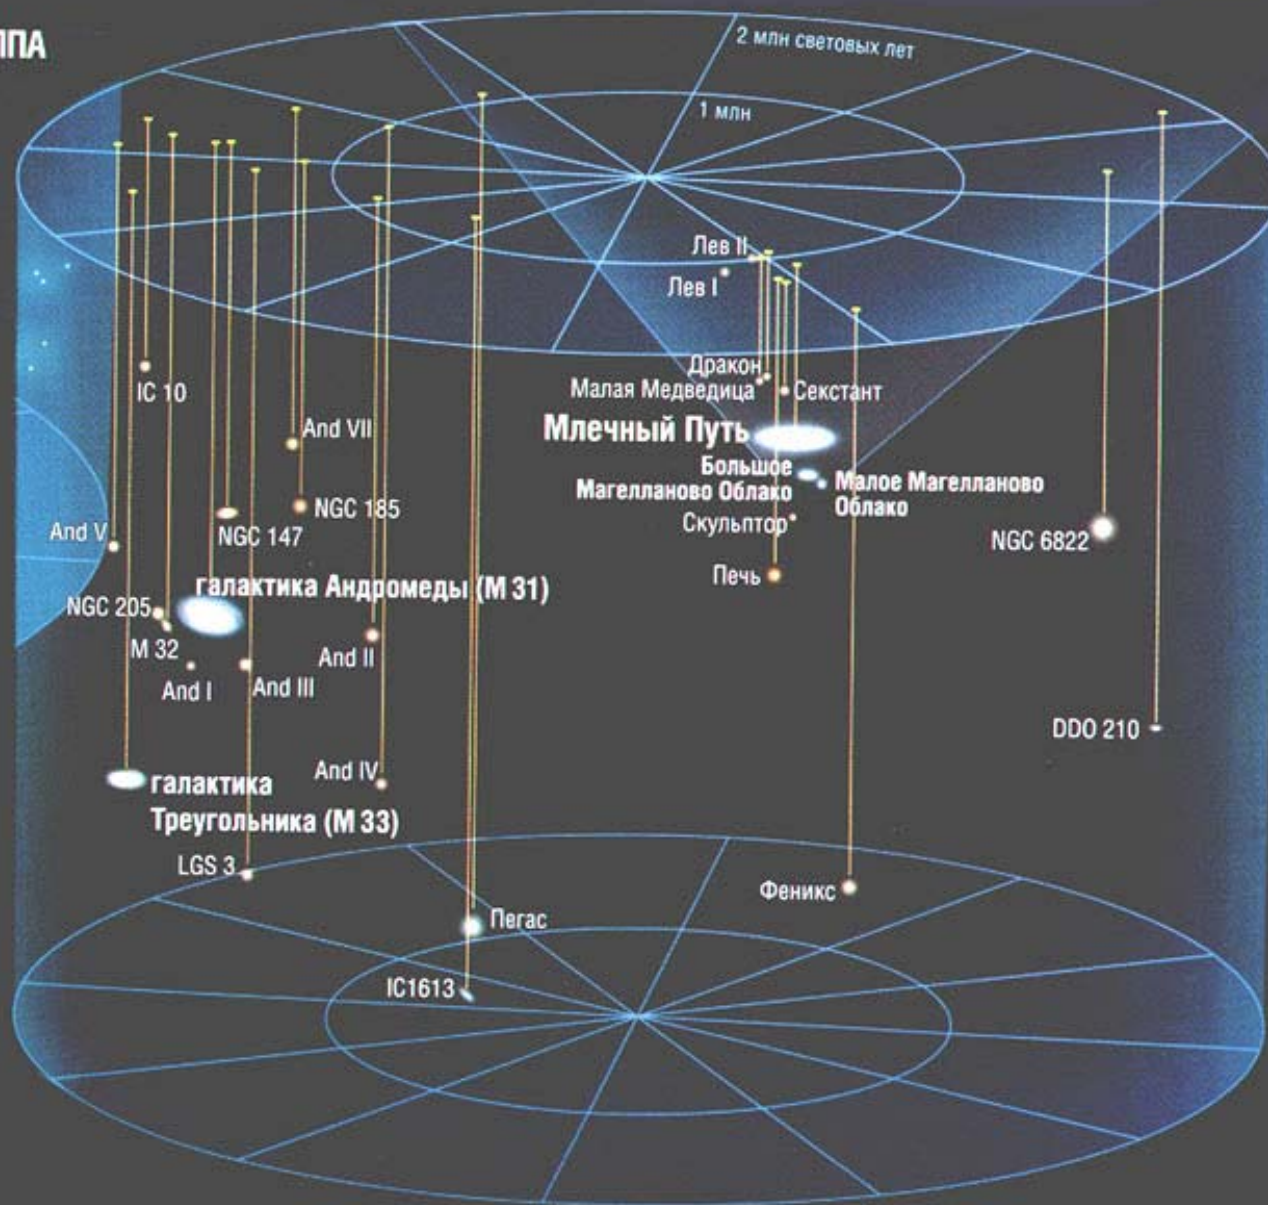 ППА
2 млн световых лет
1 млн
Лев II
Лев I
Дракон
Малая Медведица
Секстант
Млечный Путь
Большое
Магелланово Облако
Малое Магелланово
Облако
Скульптор
Печь
NGC 6822
DDO 210
Феникс
IC 10
And VII
NGC 185
NGC 147
And V
галактика Андромеды (М 31)
NGC 205
М 32
And I
And III
And II
And IV
галактика
Треугольника (М 33)
LGS 3
Пегас
IC1613